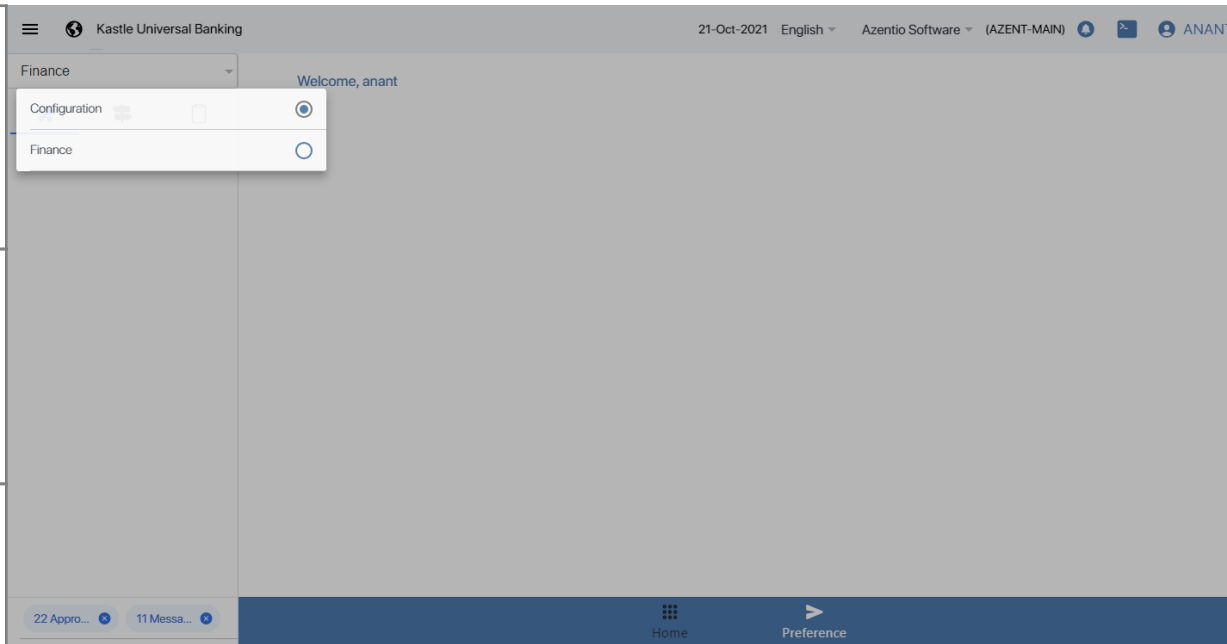 Kastle Universal Banking 21-Oct-2021 English Azentio Software (AZENT-MAIN) ANANT
Finance
Welcome, anant
Configuration
Finance
22 Appro... 11 Messa...
Home Preference